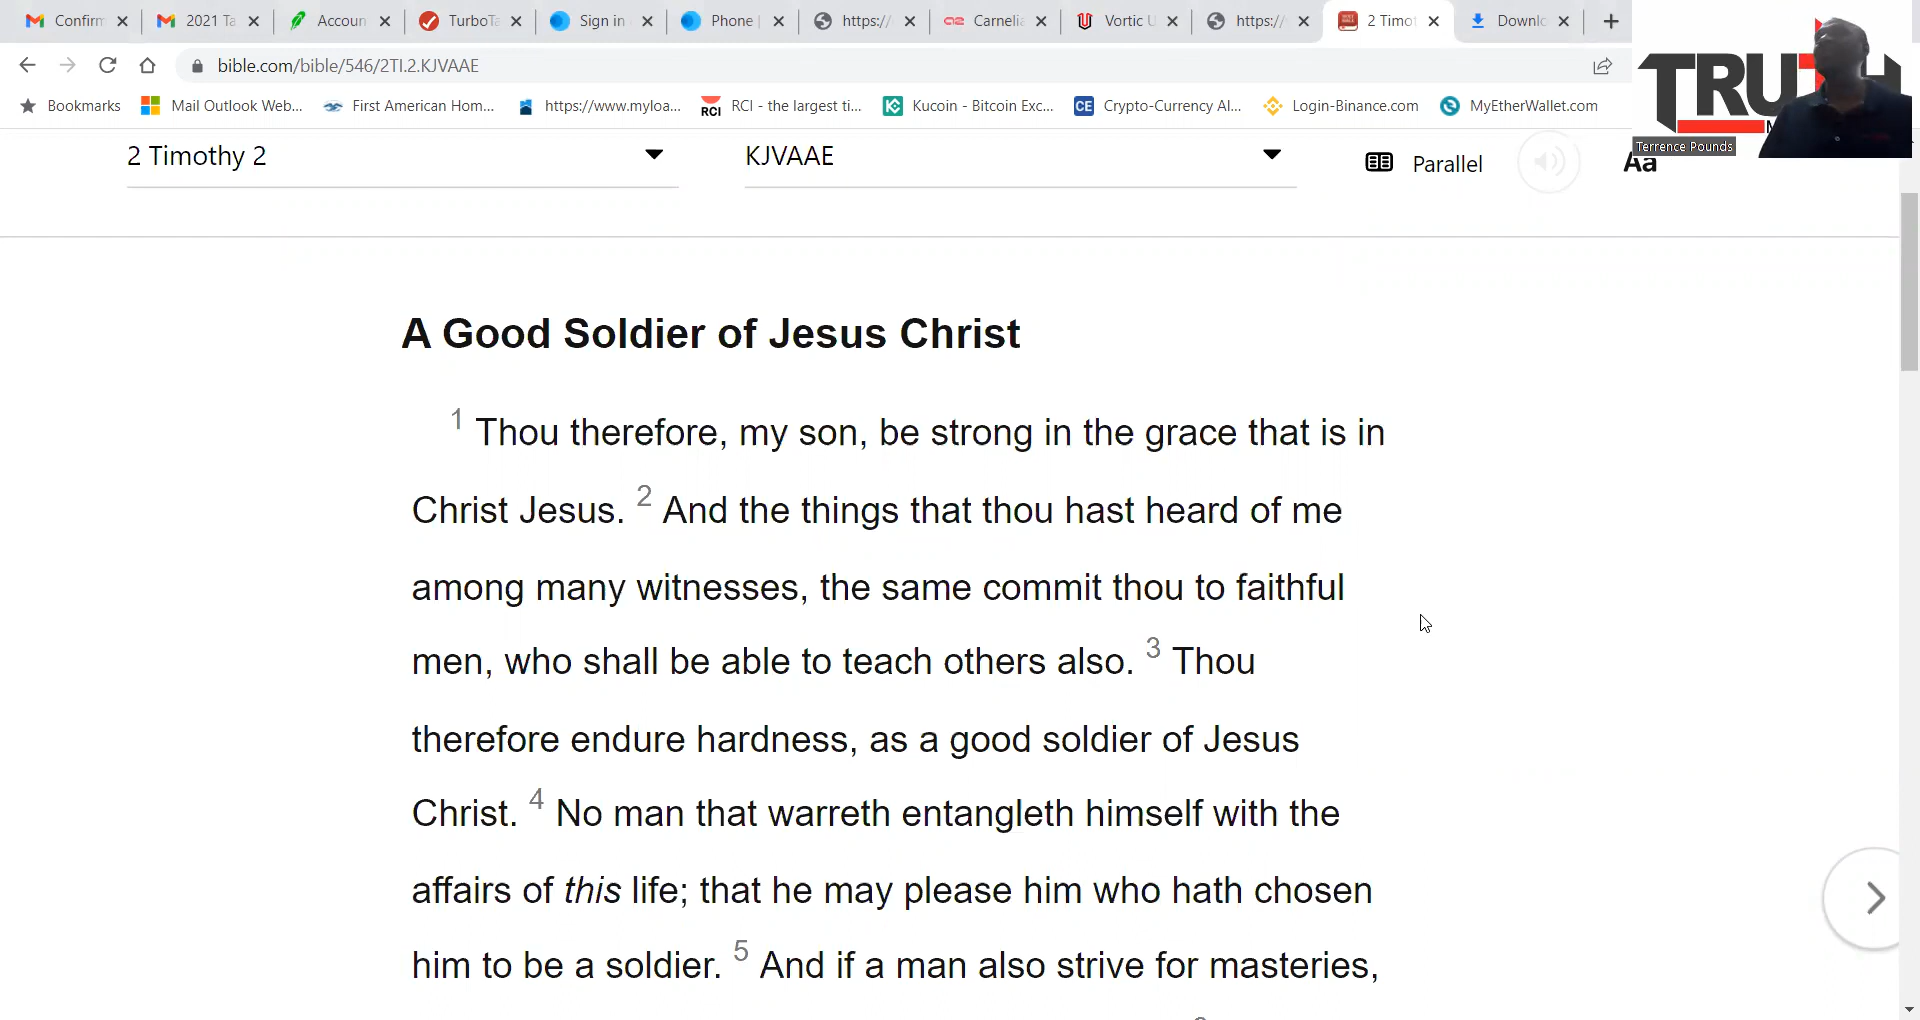 Confirm
2021 Ta
Accoun
TurboTa
Sign in
Phone |
https://
Carnelia
Vortic U
https://
2 Timot
Downlo
bible.com/bible/546/2TI.2.KJVAAE
Bookmarks
Mail Outlook Web...
First American Hom...
https://www.myloa...
RCI
RCI - the largest ti...
Kucoin - Bitcoin Exc...
CE
Crypto-Currency Al...
Login-Binance.com
MyEtherWallet.com
TRUTH
Terrence Pounds
2 Timothy 2
KJVAAE
Parallel
Aa
A Good Soldier of Jesus Christ
1 Thou therefore, my son, be strong in the grace that is in
Christ Jesus. 2 And the things that thou hast heard of me
among many witnesses, the same commit thou to faithful
men, who shall be able to teach others also. 3 Thou
therefore endure hardness, as a good soldier of Jesus
Christ. 4 No man that warreth entangleth himself with the
affairs of this life; that he may please him who hath chosen
him to be a soldier. 5 And if a man also strive for masteries,